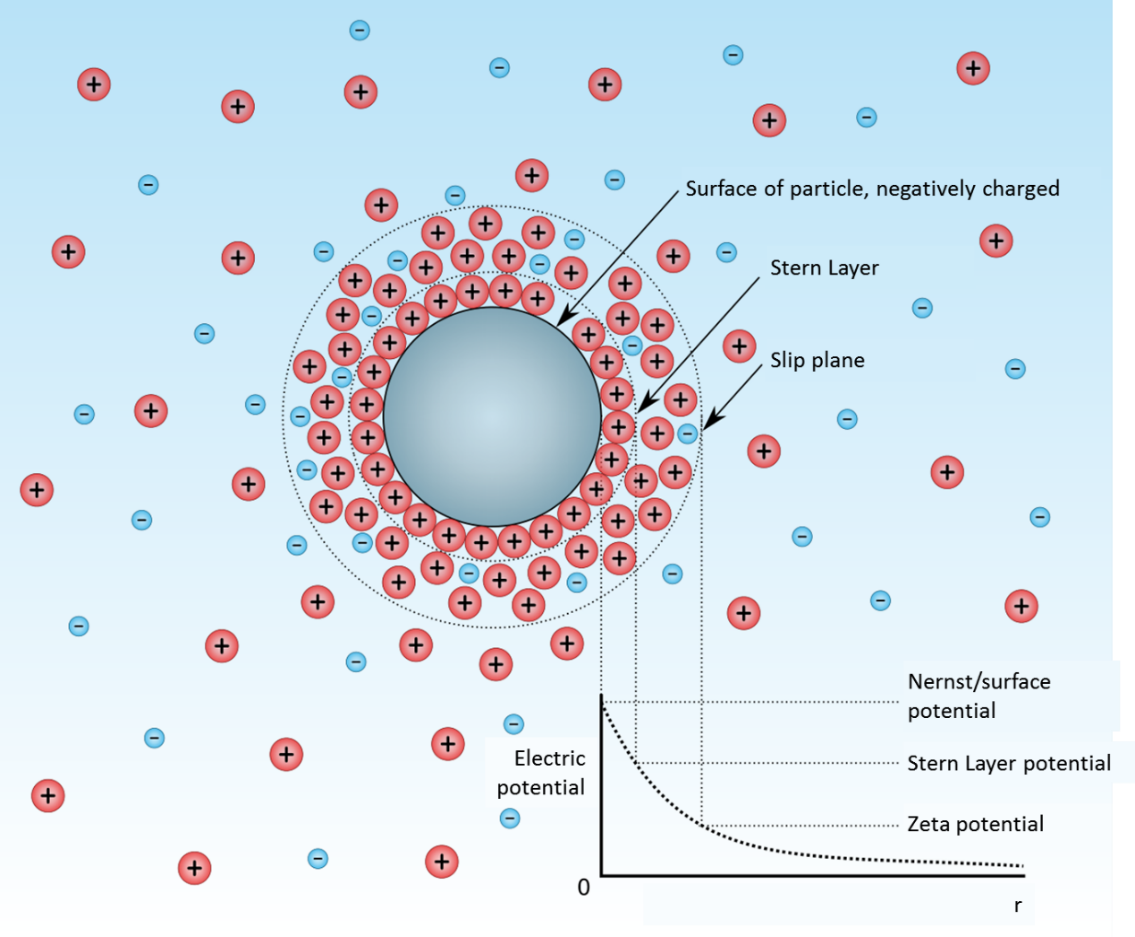 Surface of particle, negatively charged
Stern Layer
Slip plane
Nernst/surface
potential
Electric
potential
Stern Layer potential
Zeta potential
0
r